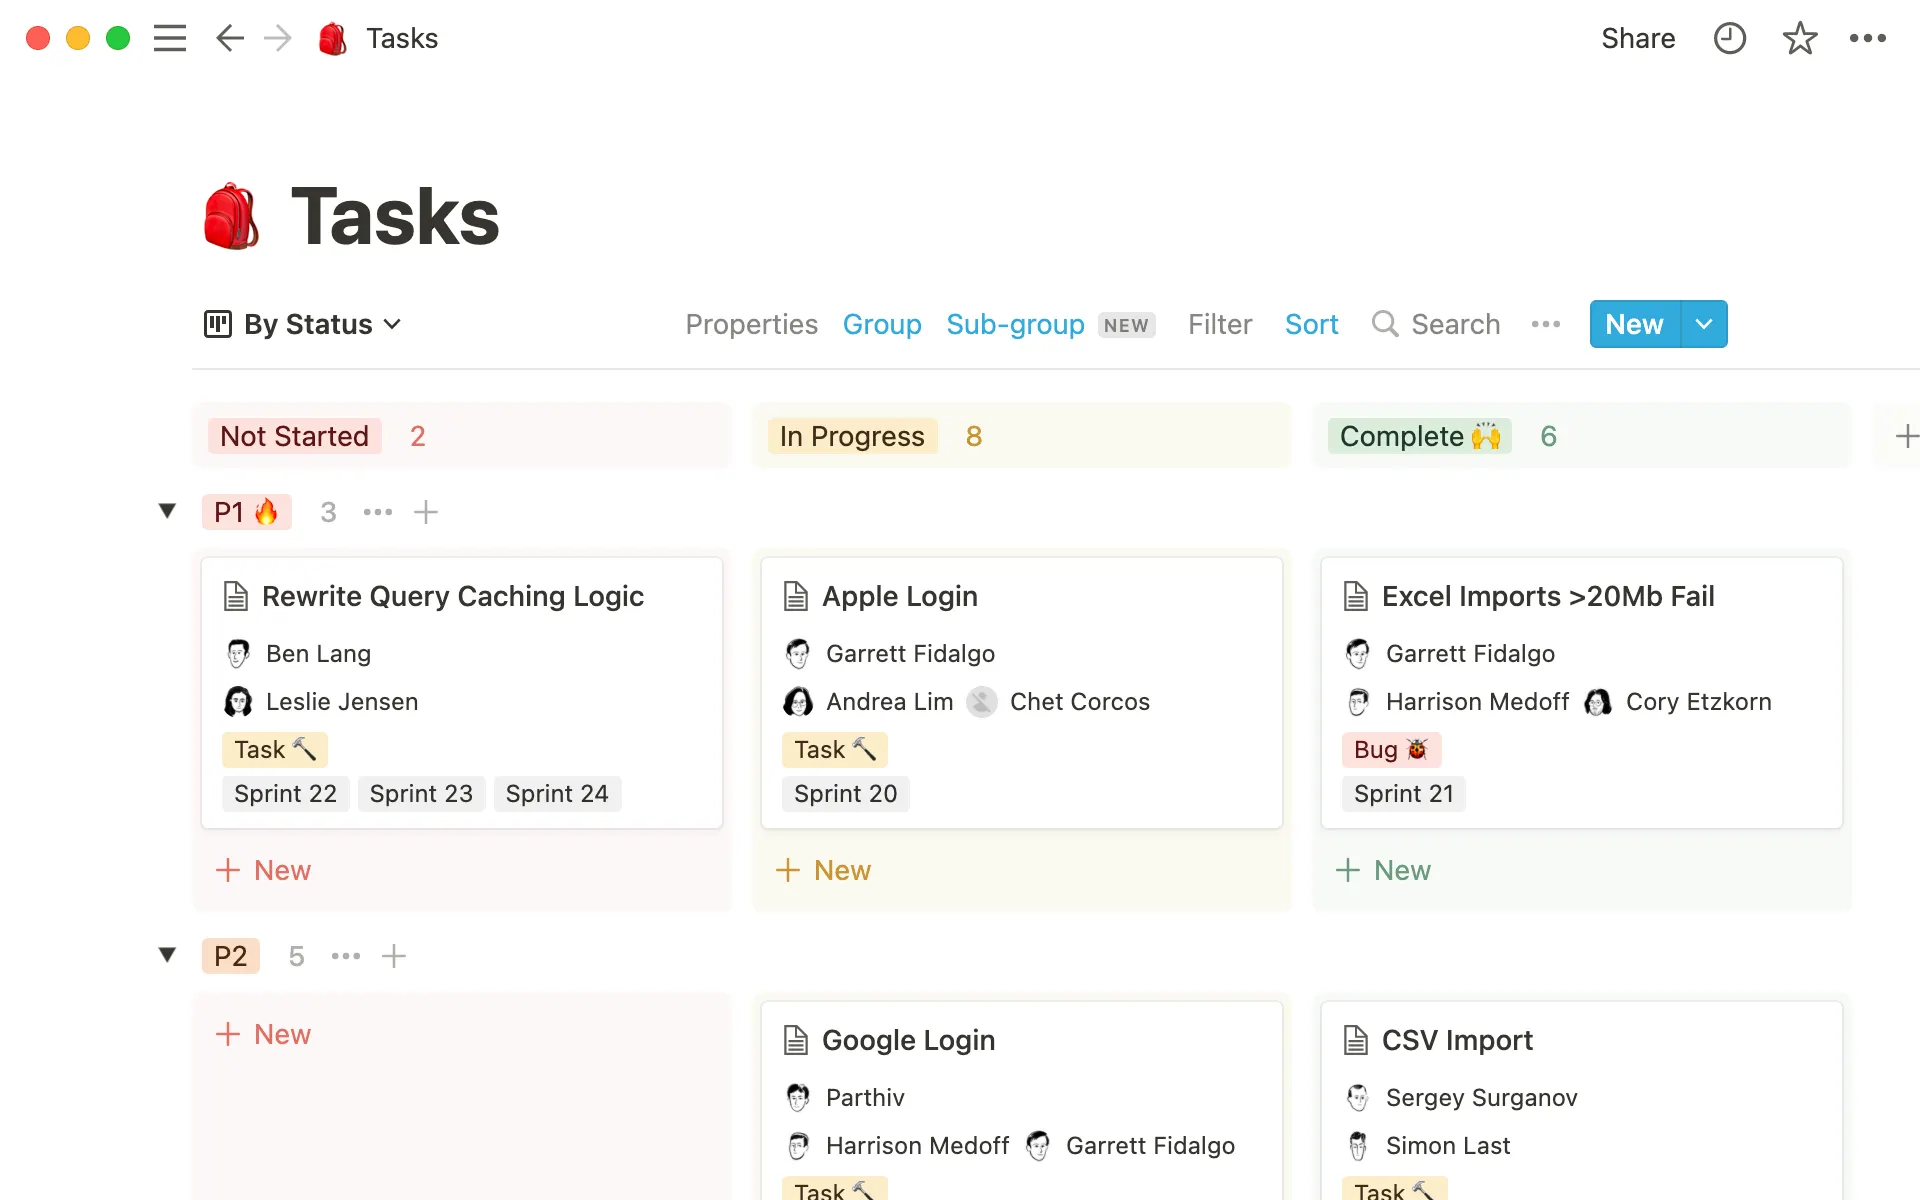 Tasks
Share
Tasks
By Status
Properties Group Sub-group NEW Filter Sort Search New
Not Started 2
In Progress 8
Complete 🙌 6
P1 🔥 3
Rewrite Query Caching Logic
Ben Lang
Leslie Jensen
Task 🔨
Sprint 22 Sprint 23 Sprint 24
+ New
Apple Login
Garrett Fidalgo
Andrea Lim Chet Corcos
Task 🔨
Sprint 20
+ New
Excel Imports >20Mb Fail
Garrett Fidalgo
Harrison Medoff Cory Etzkorn
Bug 🐞
Sprint 21
+ New
P2 5
+ New
Google Login
Parthiv
Harrison Medoff Garrett Fidalgo
Task 🔨
CSV Import
Sergey Surganov
Simon Last
Task 🔨